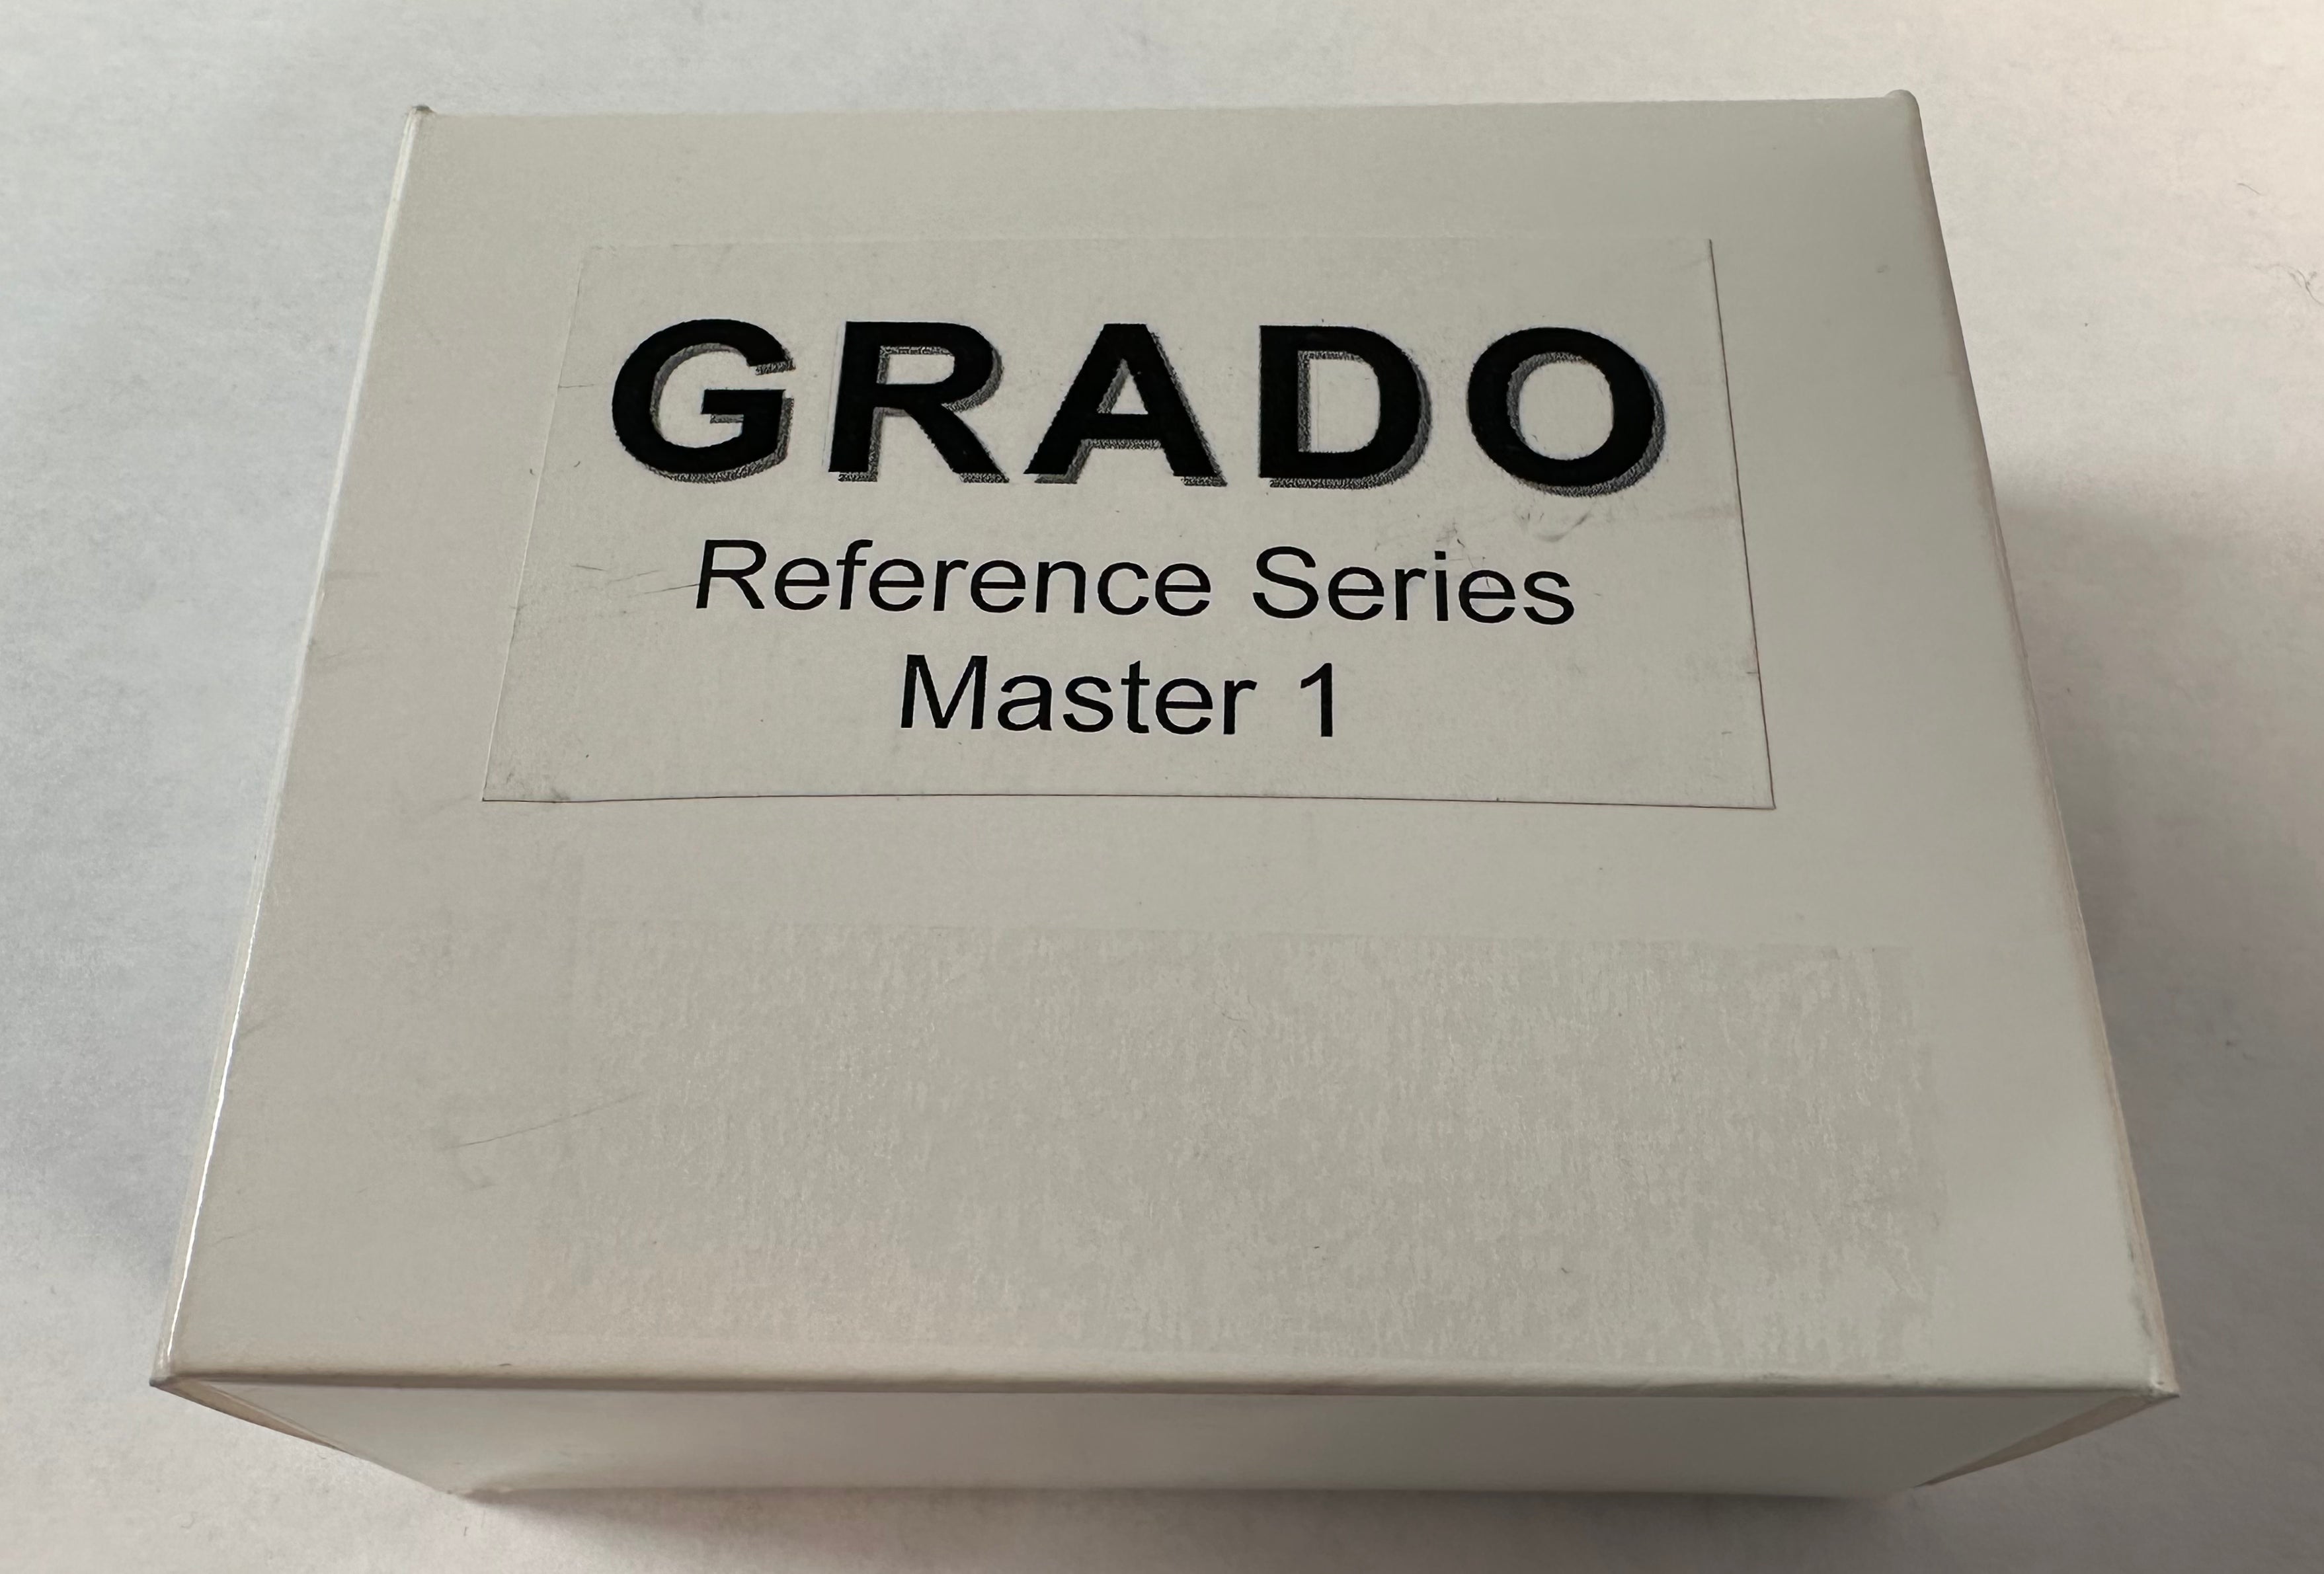 GRADO
Reference Series
Master 1